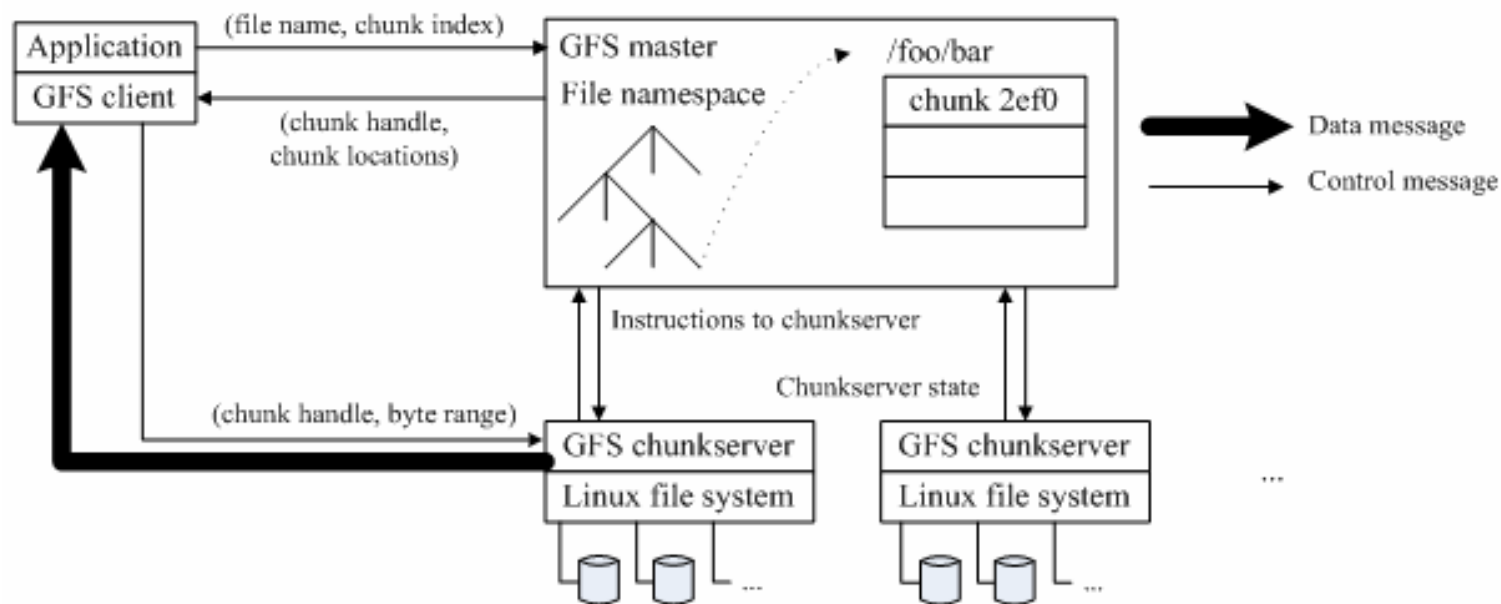 (file name, chunk index)
Application
GFS client
(chunk handle,
chunk locations)
GFS master
File namespace
/foo/bar
chunk 2ef0
Data message
Control message
Instructions to chunkserver
Chunkserver state
(chunk handle, byte range)
GFS chunkserver
Linux file system
...
GFS chunkserver
Linux file system
...
...